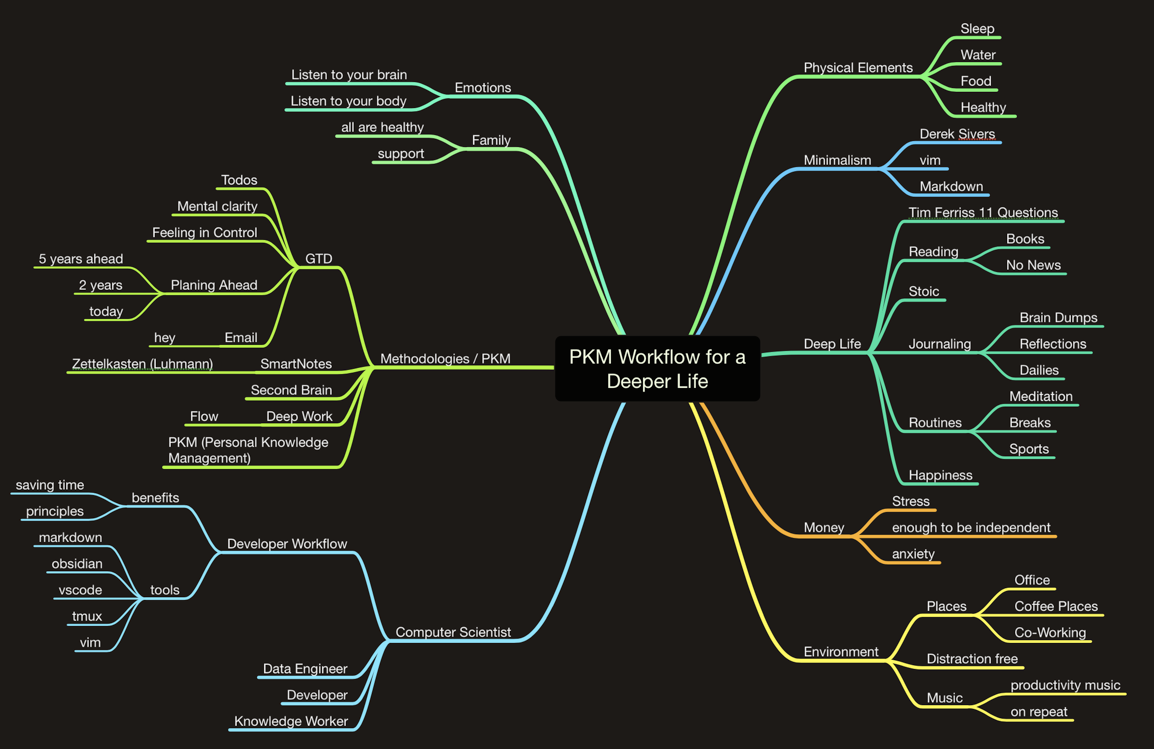 PKM Workflow for a
Deeper Life
Emotions
Listen to your brain
Listen to your body
Family
all are healthy
support
Methodologies / PKM
GTD
Todos
Mental clarity
Feeling in Control
Planing Ahead
5 years ahead
2 years
today
Email
hey
SmartNotes
Zettelkasten (Luhmann)
Second Brain
Deep Work
Flow
PKM (Personal Knowledge
Management)
Computer Scientist
Developer Workflow
benefits
saving time
principles
tools
markdown
obsidian
vscode
tmux
vim
Data Engineer
Developer
Knowledge Worker
Physical Elements
Sleep
Water
Food
Healthy
Minimalism
Derek Sivers
vim
Markdown
Deep Life
Tim Ferriss 11 Questions
Reading
Books
No News
Stoic
Journaling
Brain Dumps
Reflections
Dailies
Routines
Meditation
Breaks
Sports
Happiness
Money
Stress
enough to be independent
anxiety
Environment
Places
Office
Coffee Places
Co-Working
Distraction free
Music
productivity music
on repeat